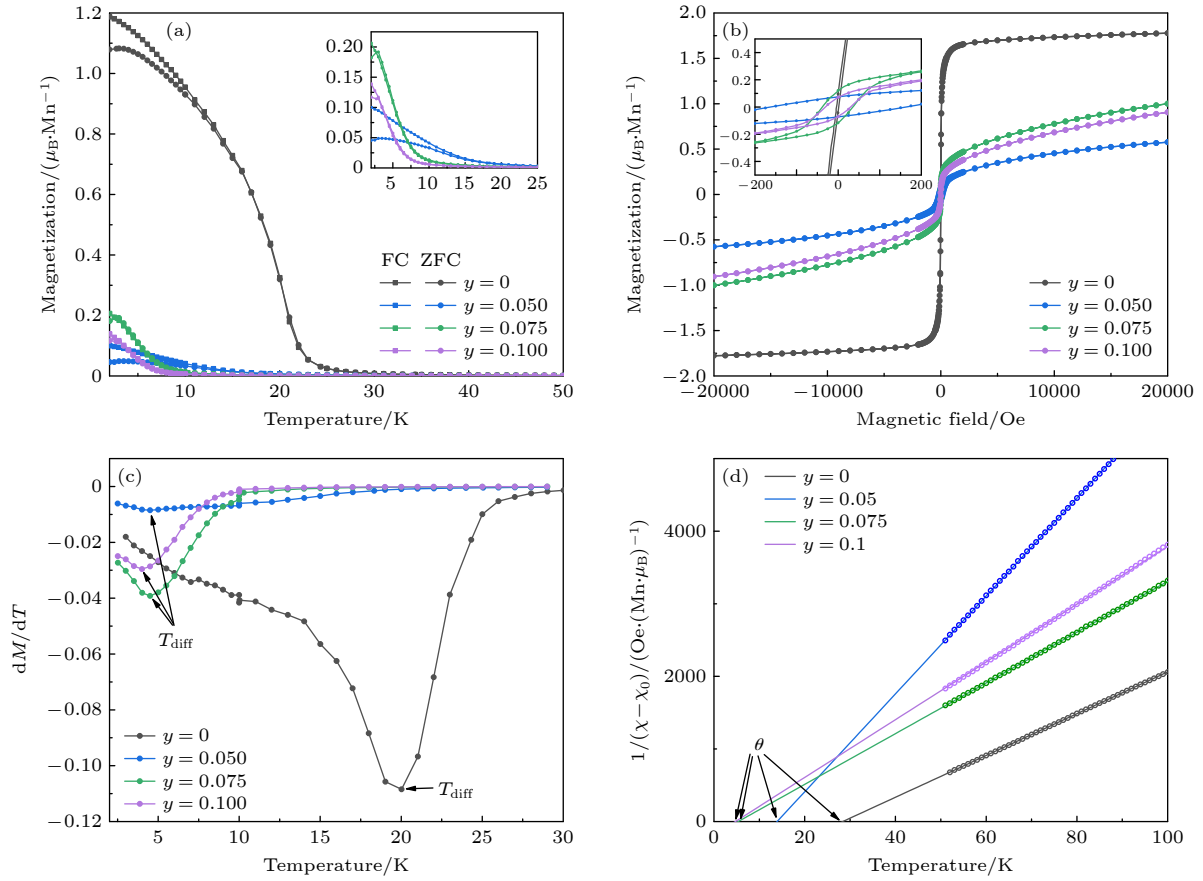 (a)
Magnetization/(μB·Mn−1)
1.2
1.0
0.8
0.6
0.4
0.2
0
10 20 30 40 50
Temperature/K
0.20
0.15
0.10
0.05
0
5 10 15 20 25
FC ZFC
y = 0
y = 0.050
y = 0.075
y = 0.100
(b)
Magnetization/(μB·Mn−1)
2.0
1.5
1.0
0.5
0
−0.5
−1.0
−1.5
−2.0
−20000 −10000 0 10000 20000
Magnetic field/Oe
0.4
0.2
0
−0.2
−0.4
−200 0 200
y = 0
y = 0.050
y = 0.075
y = 0.100
(c)
dM/dT
0
−0.02
−0.04
−0.06
−0.08
−0.10
−0.12
5 10 15 20 25 30
Temperature/K
Tdiff
Tdiff
y = 0
y = 0.050
y = 0.075
y = 0.100
(d)
1/(χ−χ0)/(Oe·(Mn·μB)−1)
4000
2000
0
0 20 40 60 80 100
Temperature/K
θ
y = 0
y = 0.05
y = 0.075
y = 0.1